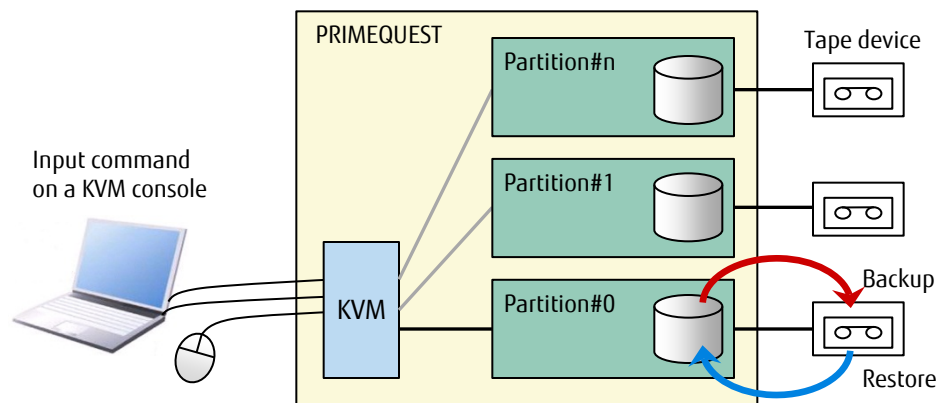 PRIMEQUEST
Partition#n
Tape device
Input command
on a KVM console
Partition#1
KVM
Partition#0
Backup
Restore